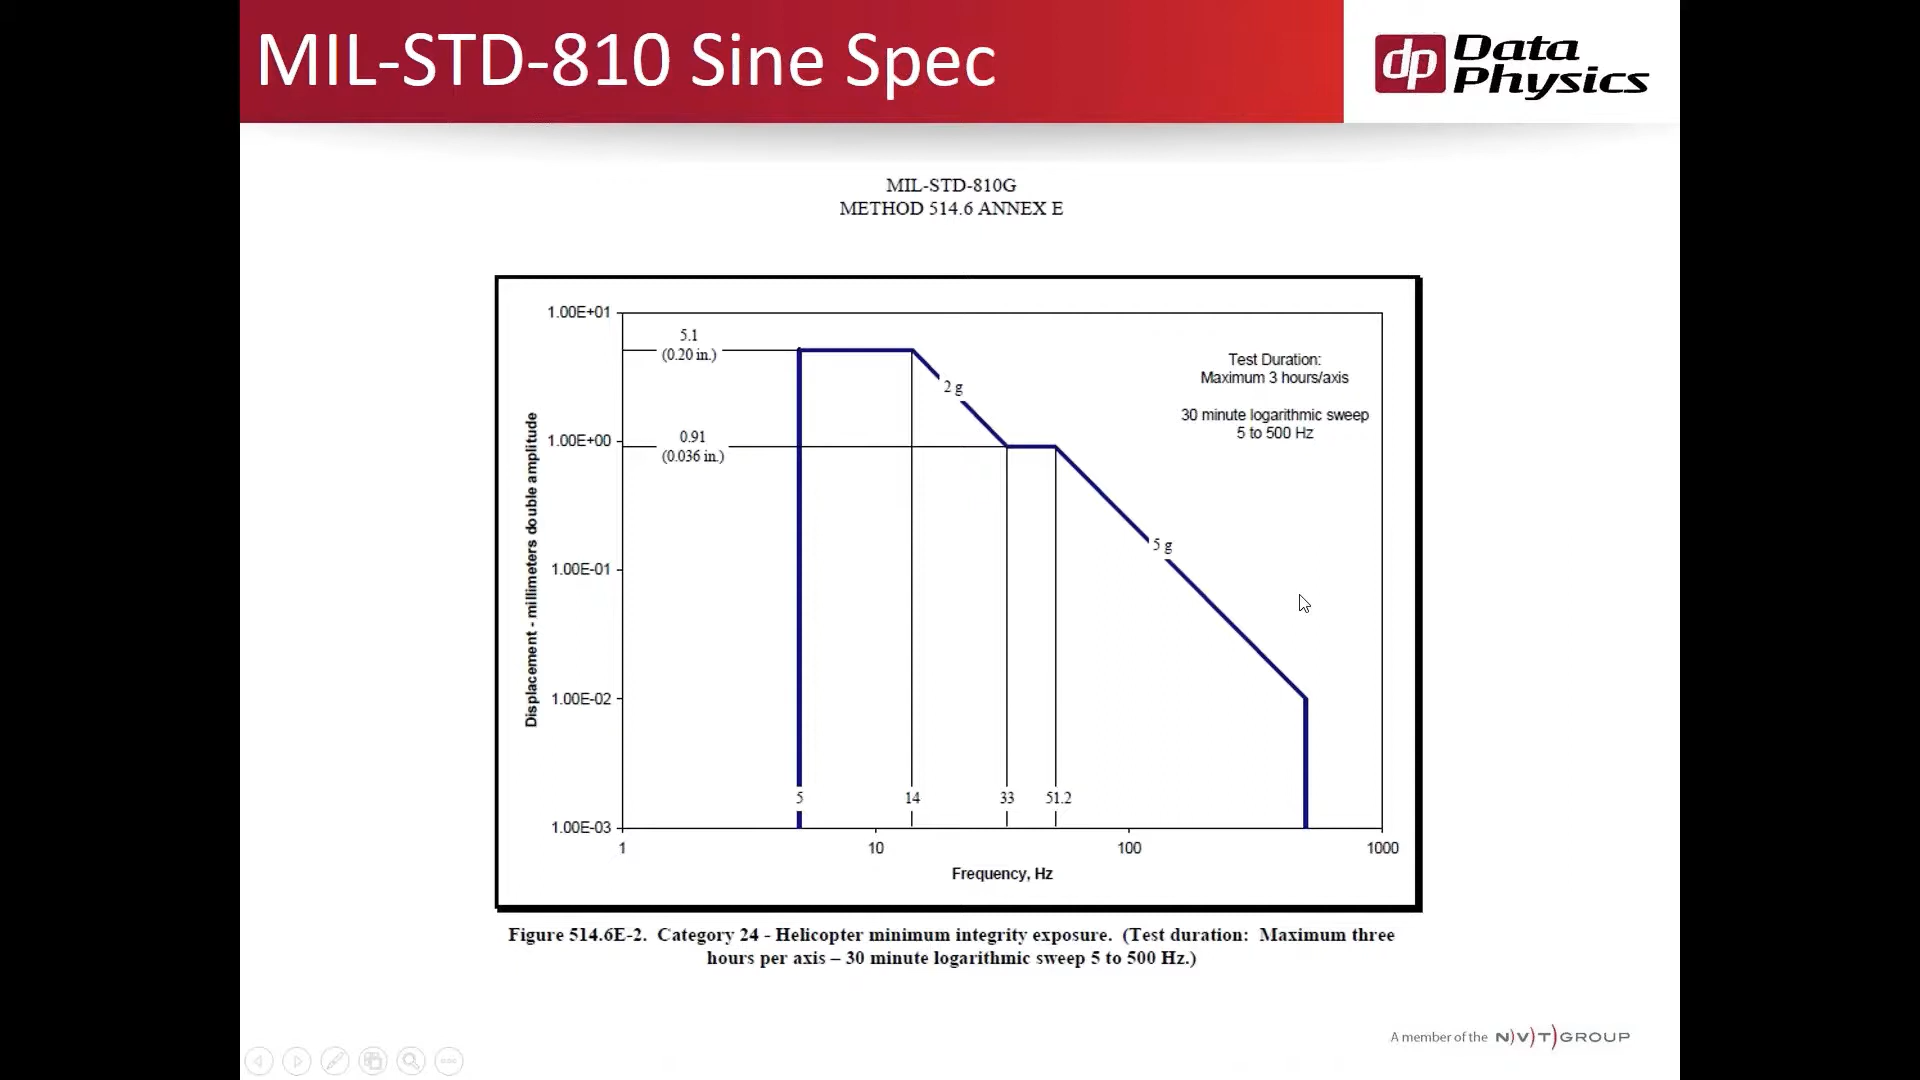 MIL-STD-810 Sine Spec
dp Data
Physics
MIL-STD-810G
METHOD 514.6 ANNEX E
1.00E+01
5.1
(0.20 in.)
Test Duration:
Maximum 3 hours/axis
2 g
30 minute logarithmic sweep
5 to 500 Hz
1.00E+00
0.91
(0.036 in.)
5 g
1.00E-01
Displacement - millimeters double amplitude
1.00E-02
5 14 33 51.2
1.00E-03
1 10 100 1000
Frequency, Hz
Figure 514.6E-2. Category 24 - Helicopter minimum integrity exposure. (Test duration: Maximum three
hours per axis – 30 minute logarithmic sweep 5 to 500 Hz.)
A member of the N)V)T)GROUP